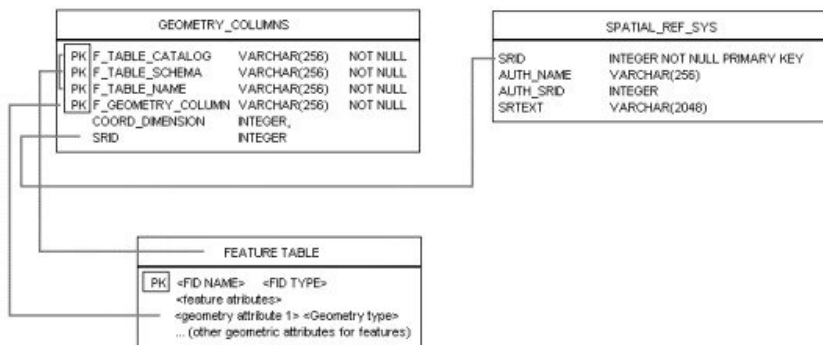 GEOMETRY_COLUMNS
PK F_TABLE_CATALOG VARCHAR(256) NOT NULL
PK F_TABLE_SCHEMA VARCHAR(256) NOT NULL
PK F_TABLE_NAME VARCHAR(256) NOT NULL
PK F_GEOMETRY_COLUMN VARCHAR(256) NOT NULL
COORD_DIMENSION INTEGER,
SRID INTEGER
SPATIAL_REF_SYS
SRID INTEGER NOT NULL PRIMARY KEY
AUTH_NAME VARCHAR(256)
AUTH_SRID INTEGER
SRTEXT VARCHAR(2048)
FEATURE TABLE
PK <FID NAME> <FID TYPE>
<feature atributes>
<geometry attribute 1> <Geometry type>
... (other geometric attributes for features)